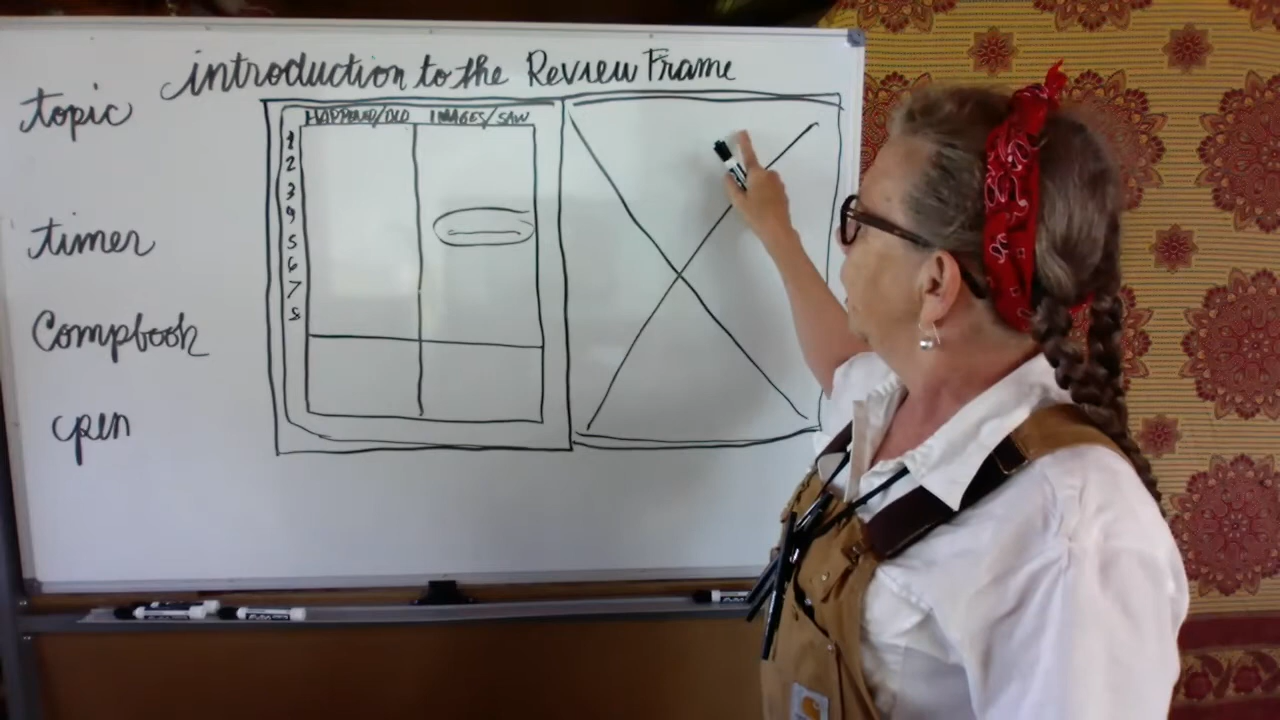 introduction to the Review Frame
topic
timer
Compbook
pen
HAPPENED/DID IMAGES/SAW
1
2
3
4
5
6
7
8